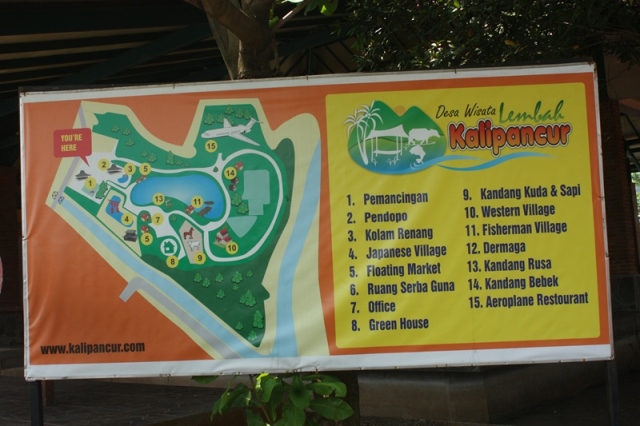 YOU'RE
HERE
Desa Wisata Lembah
Kalipancur
1. Pemancingan
2. Pendopo
3. Kolam Renang
4. Japanese Village
5. Floating Market
6. Ruang Serba Guna
7. Office
8. Green House
9. Kandang Kuda & Sapi
10. Western Village
11. Fisherman Village
12. Dermaga
13. Kandang Rusa
14. Kandang Bebek
15. Aeroplane Restourant
www.kalipancur.com
15
2
3
5
14
1
13
11
4
7
6
5
10
8
9